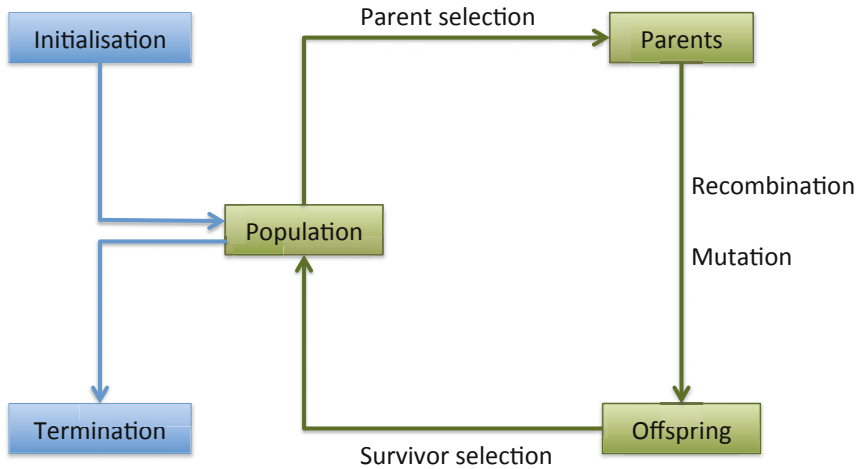 Parent selection
Initialisation
Parents
Recombination
Population
Mutation
Termination
Offspring
Survivor selection